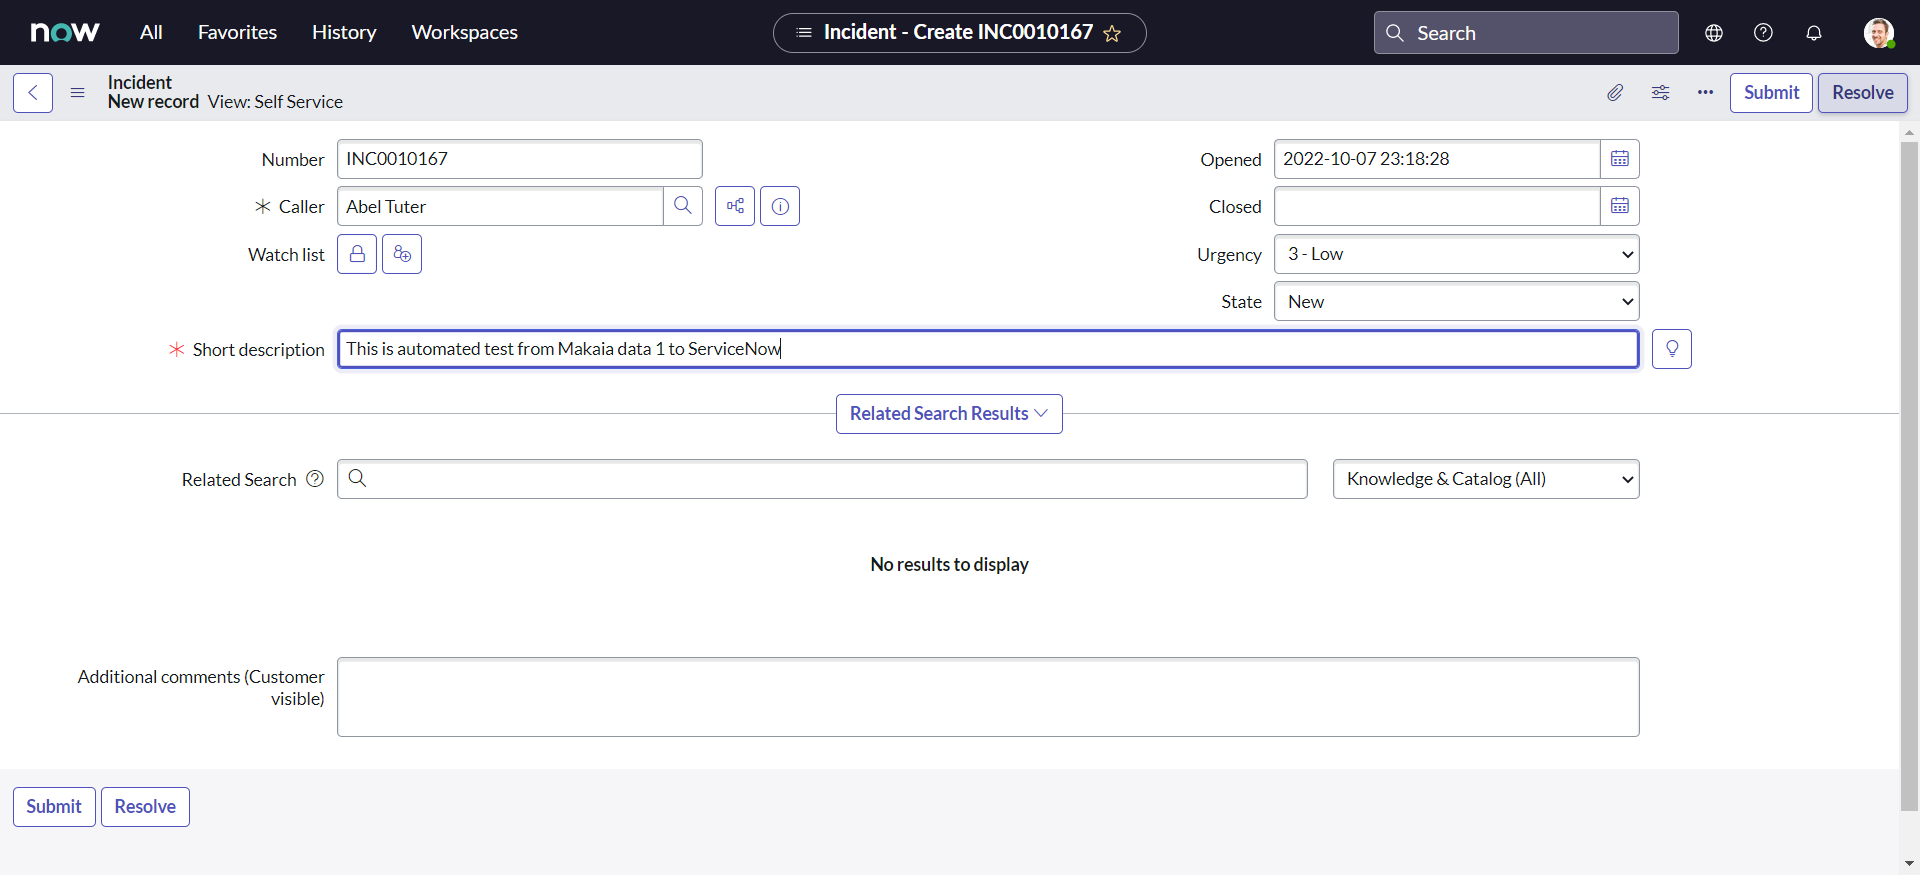 now All Favorites History Workspaces Incident - Create INC0010167 Search
Incident
New record View: Self Service Submit Resolve
Number INC0010167 Opened 2022-10-07 23:18:28
Caller Abel Tuter Closed
Watch list Urgency 3 - Low
State New
Short description This is automated test from Makaia data 1 to ServiceNow
Related Search Results
Related Search Knowledge & Catalog (All)
No results to display
Additional comments (Customer
visible)
Submit Resolve